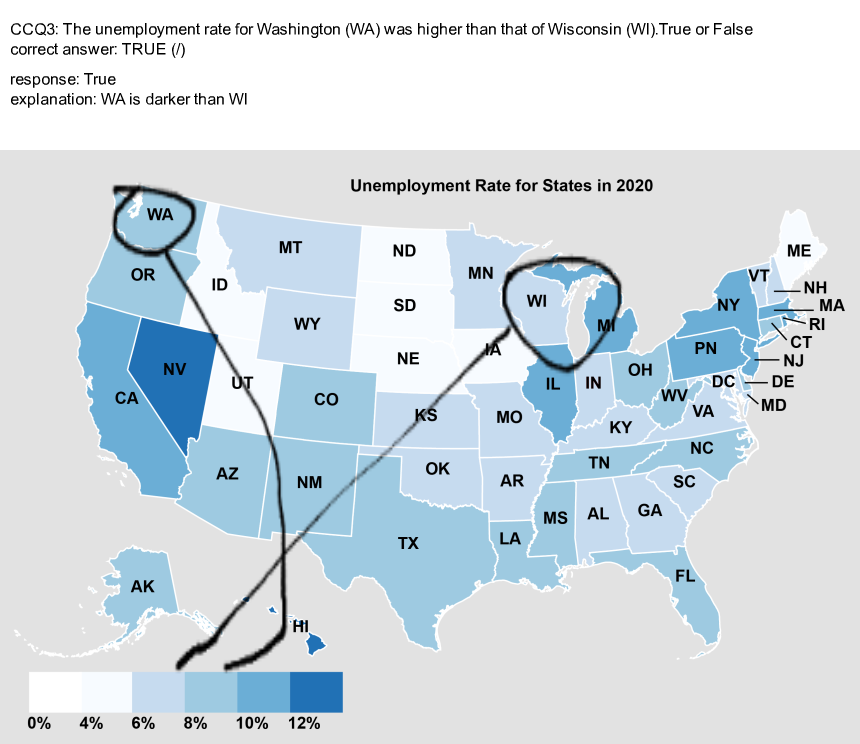 CCQ3: The unemployment rate for Washington (WA) was higher than that of Wisconsin (WI).True or False
correct answer: TRUE (/)
response: True
explanation: WA is darker than WI
Unemployment Rate for States in 2020
WA
MT
ND
ME
OR
ID
MN
VT
NH
WI
NY
MA
SD
MI
RI
WY
CT
IA
PN
NE
NJ
NV
UT
IL
IN
OH
DC
DE
CA
CO
WV
MD
KS
MO
VA
KY
NC
AZ
NM
OK
TN
AR
SC
MS
AL
GA
TX
LA
AK
FL
HI
0% 4% 6% 8% 10% 12%